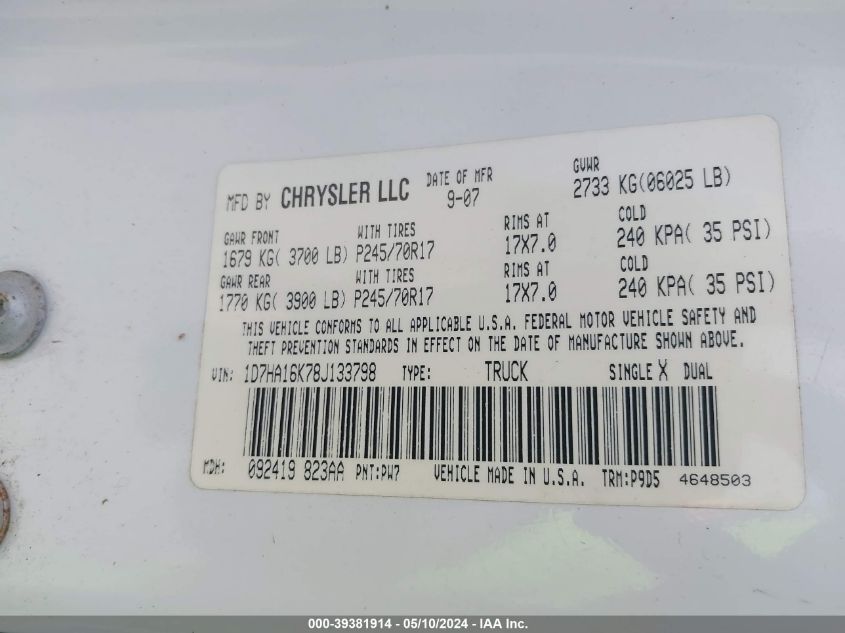 MFD BY CHRYSLER LLC DATE OF MFR 9-07 GVWR 2733 KG(06025 LB)
GAWR FRONT WITH TIRES RIMS AT COLD
1679 KG( 3700 LB) P245/70R17 17X7.0 240 KPA( 35 PSI)
GAWR REAR WITH TIRES RIMS AT COLD
1770 KG( 3900 LB) P245/70R17 17X7.0 240 KPA( 35 PSI)
THIS VEHICLE CONFORMS TO ALL APPLICABLE U.S.A. FEDERAL MOTOR VEHICLE SAFETY AND
THEFT PREVENTION STANDARDS IN EFFECT ON THE DATE OF MANUFACTURE SHOWN ABOVE.
VIN: 1D7HA16K78J133798 TYPE: TRUCK SINGLE X DUAL
MDH: 092419 823AA PNT:PW7 VEHICLE MADE IN U.S.A. TRM:P9D5 4648503
000-39381914 — 05/10/2024 — IAA Inc.